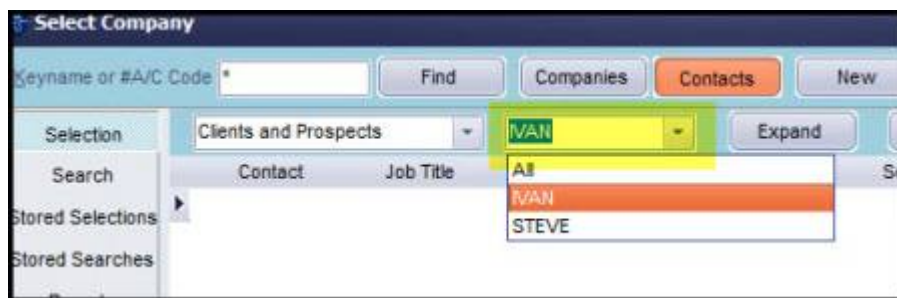 Select Company
Keyname or #A/C Code * Find Companies Contacts New
Selection Clients and Prospects IVAN Expand
Search Contact Job Title All
IVAN
Stored Selections STEVE
Stored Searches